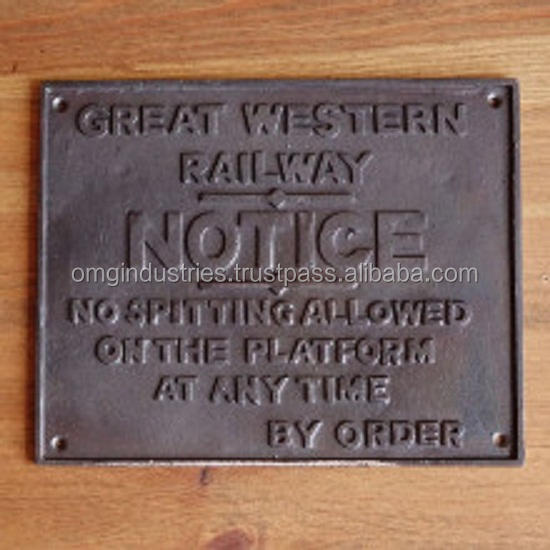 GREAT WESTERN
RAILWAY
NOTICE
omgindustries.trustpass.alibaba.com
NO SPITTING ALLOWED
ON THE PLATFORM
AT ANY TIME
BY ORDER